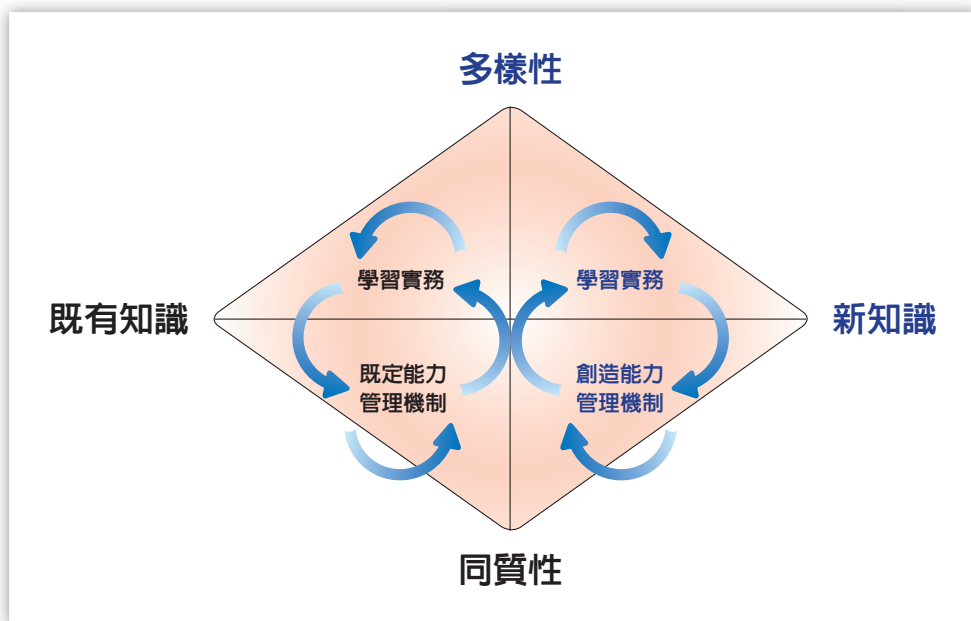 多樣性
學習實務
學習實務
既有知識
新知識
既定能力
管理機制
創造能力
管理機制
同質性